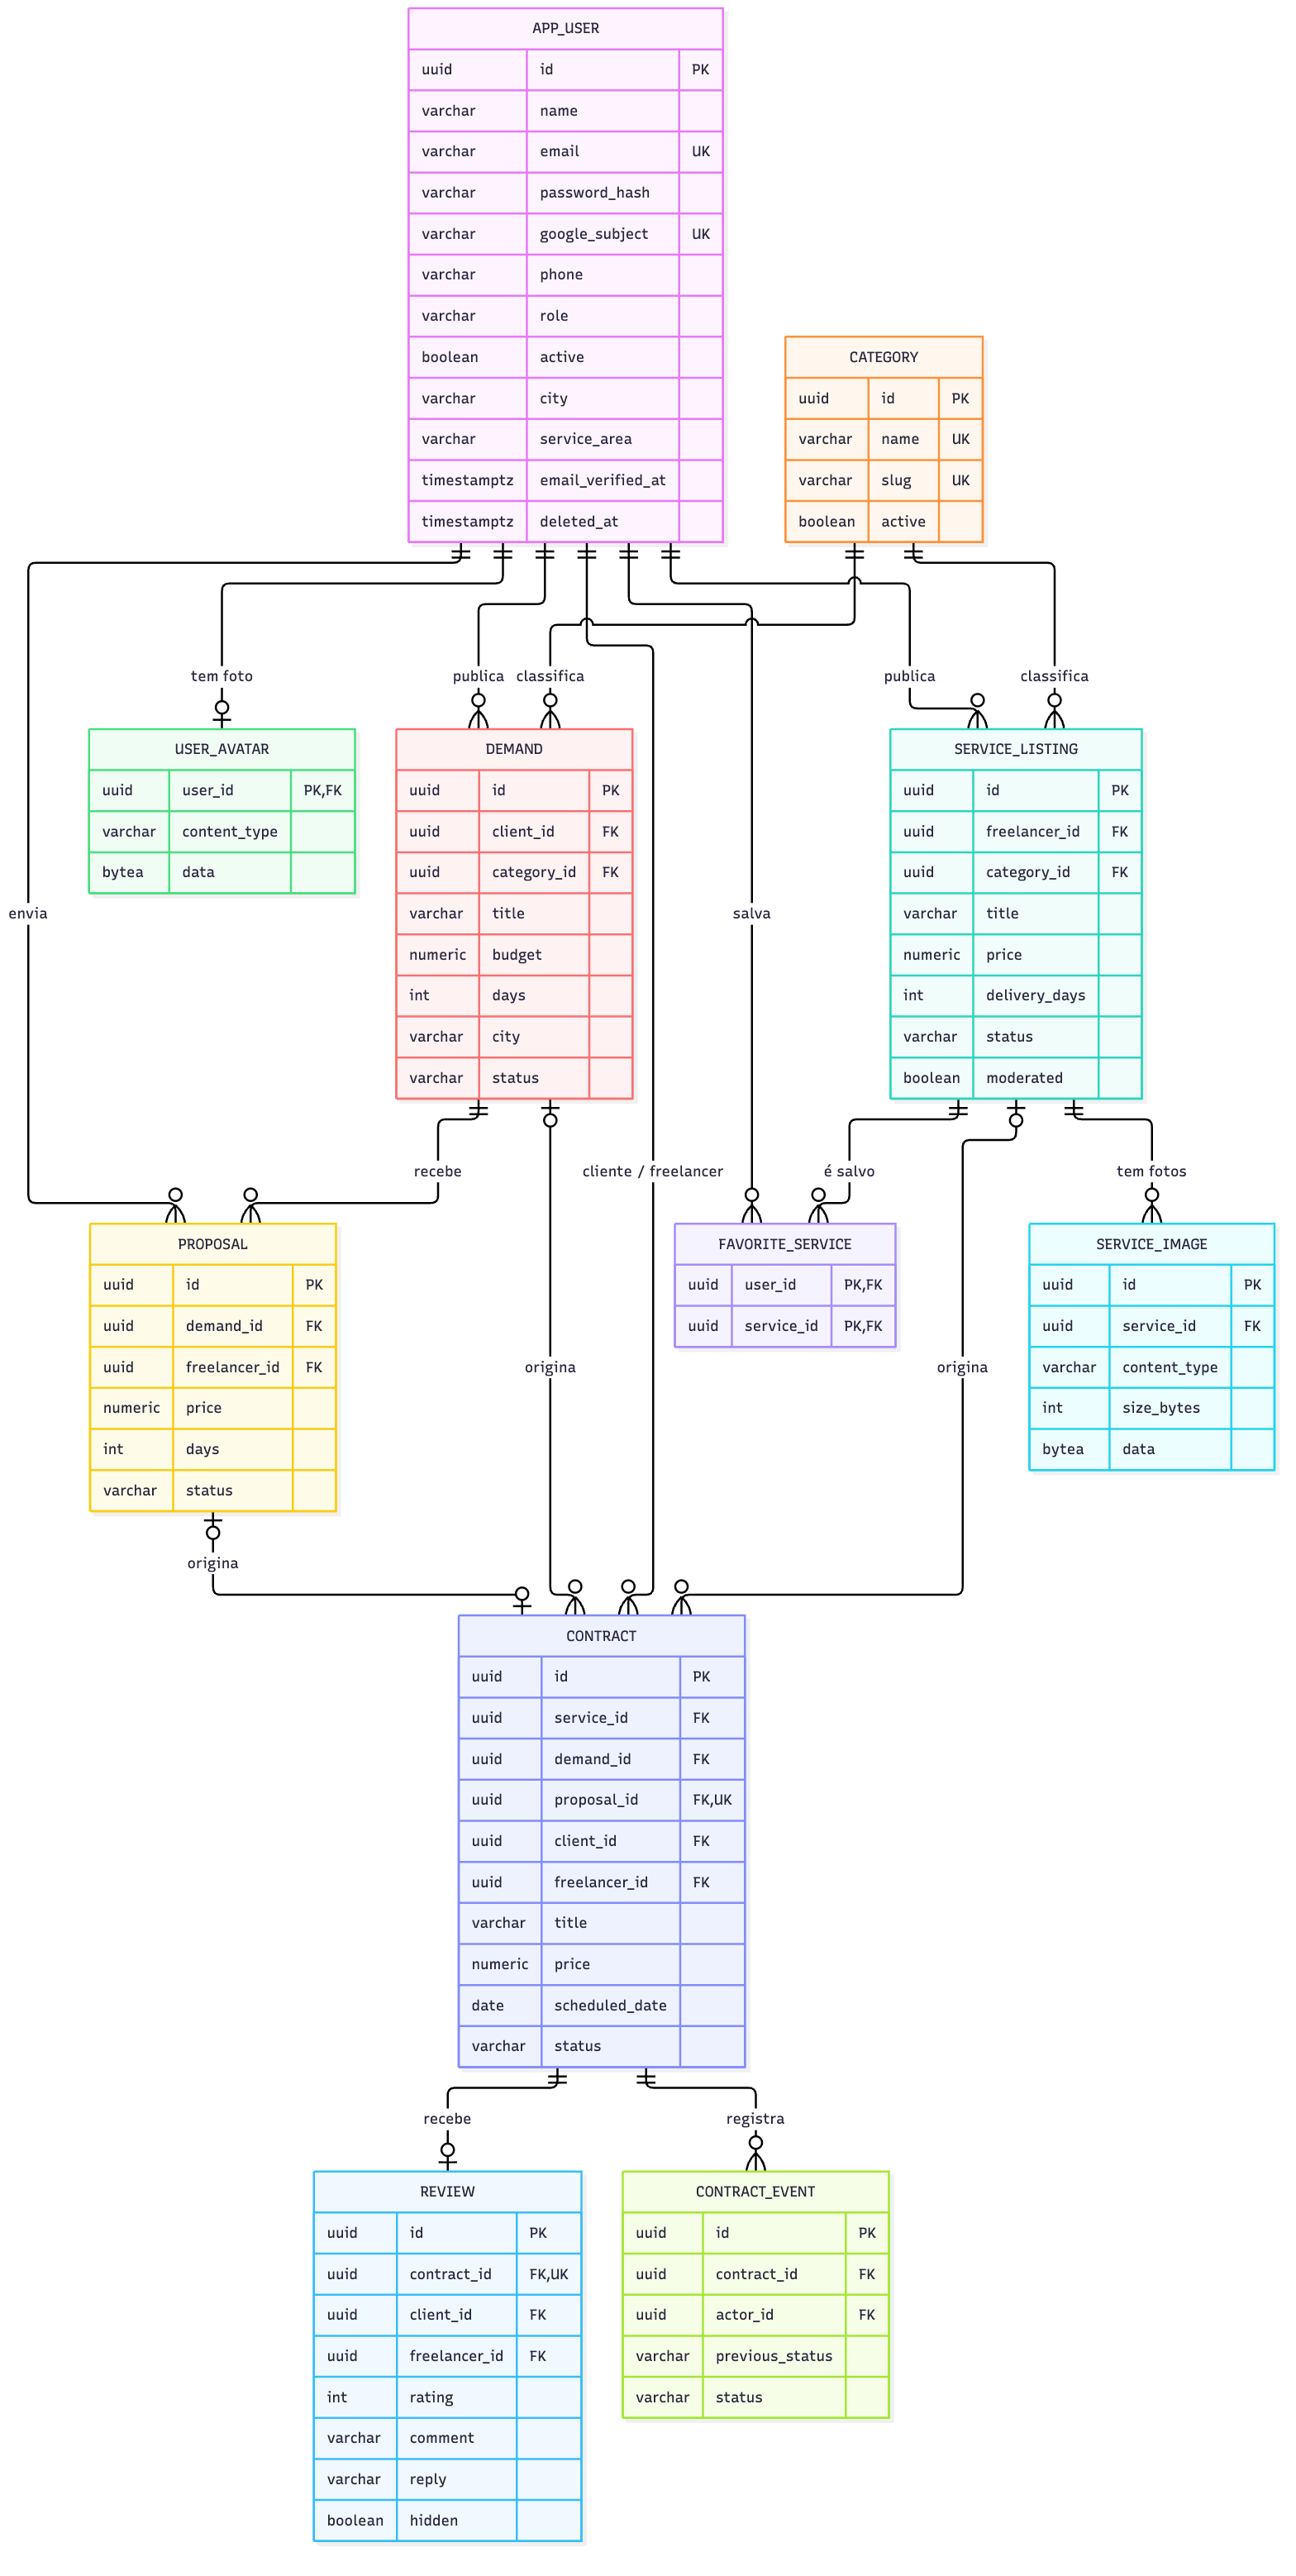 APP_USER
uuid id PK
varchar name
varchar email UK
varchar password_hash
varchar google_subject UK
varchar phone
varchar role
boolean active
varchar city
varchar service_area
timestamptz email_verified_at
timestamptz deleted_at
CATEGORY
uuid id PK
varchar name UK
varchar slug UK
boolean active
tem foto
publica
classifica
publica
classifica
USER_AVATAR
uuid user_id PK,FK
varchar content_type
bytea data
DEMAND
uuid id PK
uuid client_id FK
uuid category_id FK
varchar title
numeric budget
int days
varchar city
varchar status
SERVICE_LISTING
uuid id PK
uuid freelancer_id FK
uuid category_id FK
varchar title
numeric price
int delivery_days
varchar status
boolean moderated
envia
salva
recebe
cliente / freelancer
é salvo
tem fotos
PROPOSAL
uuid id PK
uuid demand_id FK
uuid freelancer_id FK
numeric price
int days
varchar status
FAVORITE_SERVICE
uuid user_id PK,FK
uuid service_id PK,FK
SERVICE_IMAGE
uuid id PK
uuid service_id FK
varchar content_type
int size_bytes
bytea data
origina
origina
origina
CONTRACT
uuid id PK
uuid service_id FK
uuid demand_id FK
uuid proposal_id FK,UK
uuid client_id FK
uuid freelancer_id FK
varchar title
numeric price
date scheduled_date
varchar status
recebe
registra
REVIEW
uuid id PK
uuid contract_id FK,UK
uuid client_id FK
uuid freelancer_id FK
int rating
varchar comment
varchar reply
boolean hidden
CONTRACT_EVENT
uuid id PK
uuid contract_id FK
uuid actor_id FK
varchar previous_status
varchar status